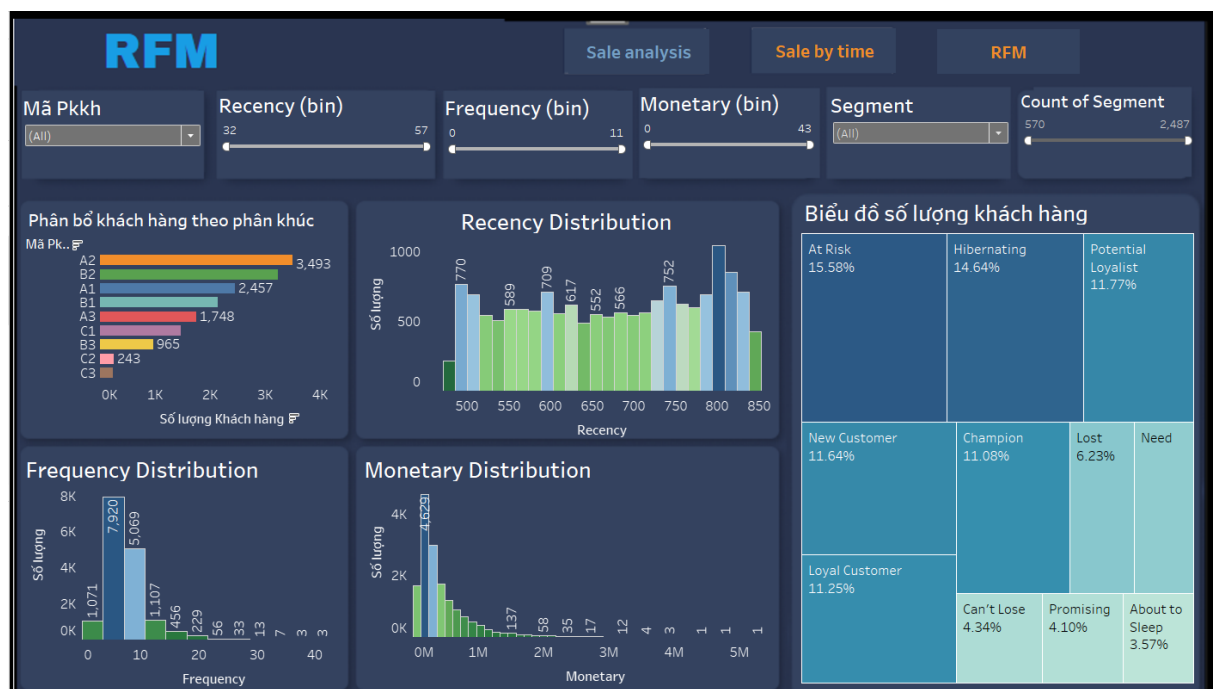 RFM
Sale analysis
Sale by time
RFM
Mã Pkkh
(All)
Recency (bin)
32
57
Frequency (bin)
0
11
Monetary (bin)
0
43
Segment
(All)
Count of Segment
570
2,487
Phân bổ khách hàng theo phân khúc
Mã Pk..
A2
3,493
B2
A1
2,457
B1
A3
1,748
C1
B3
965
C2
243
C3
0K
1K
2K
3K
4K
Số lượng Khách hàng
Recency Distribution
Số lượng
1000
500
0
770
589
709
617
552
566
752
500
550
600
650
700
750
800
850
Recency
Frequency Distribution
Số lượng
8K
6K
4K
2K
0K
1,071
7,920
5,069
1,107
456
229
56
33
13
7
3
3
0
10
20
30
40
Frequency
Monetary Distribution
Số lượng
4K
2K
0K
4,629
137
58
35
17
12
4
3
1
1
1
0M
1M
2M
3M
4M
5M
Monetary
Biểu đồ số lượng khách hàng
At Risk
15.58%
Hibernating
14.64%
Potential
Loyalist
11.77%
New Customer
11.64%
Champion
11.08%
Lost
6.23%
Need
Loyal Customer
11.25%
Can't Lose
4.34%
Promising
4.10%
About to
Sleep
3.57%